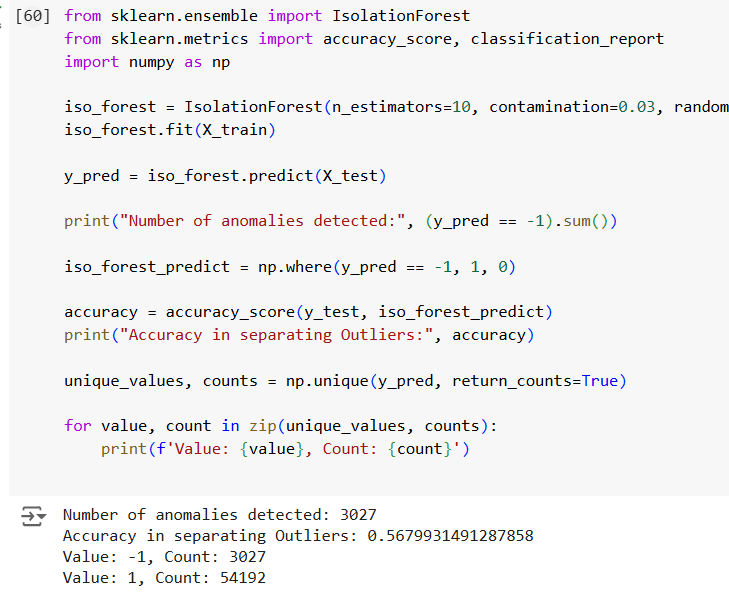 [60] from sklearn.ensemble import IsolationForest
from sklearn.metrics import accuracy_score, classification_report
import numpy as np
iso_forest = IsolationForest(n_estimators=10, contamination=0.03, random
iso_forest.fit(X_train)
y_pred = iso_forest.predict(X_test)
print("Number of anomalies detected:", (y_pred == -1).sum())
iso_forest_predict = np.where(y_pred == -1, 1, 0)
accuracy = accuracy_score(y_test, iso_forest_predict)
print("Accuracy in separating Outliers:", accuracy)
unique_values, counts = np.unique(y_pred, return_counts=True)
for value, count in zip(unique_values, counts):
    print(f'Value: {value}, Count: {count}')
Number of anomalies detected: 3027
Accuracy in separating Outliers: 0.5679931491287858
Value: -1, Count: 3027
Value: 1, Count: 54192